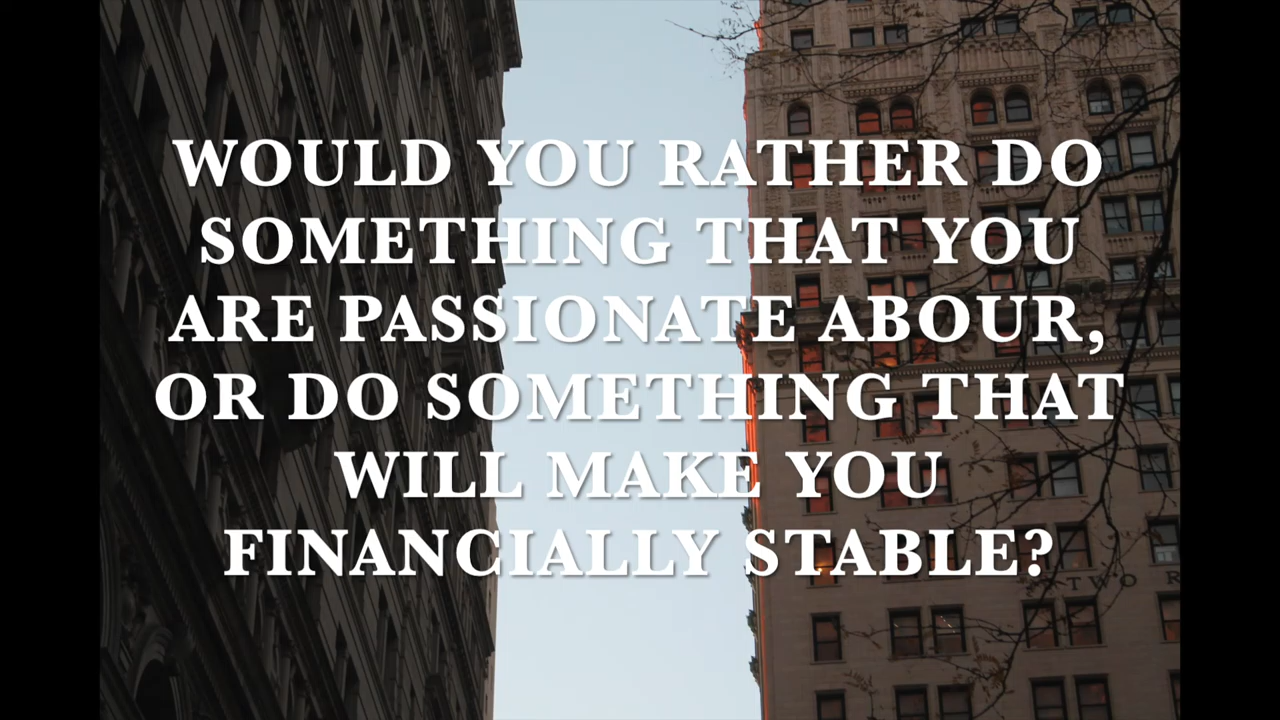 WOULD YOU RATHER DO
SOMETHING THAT YOU
ARE PASSIONATE ABOUR,
OR DO SOMETHING THAT
WILL MAKE YOU
FINANCIALLY STABLE?
TWO R